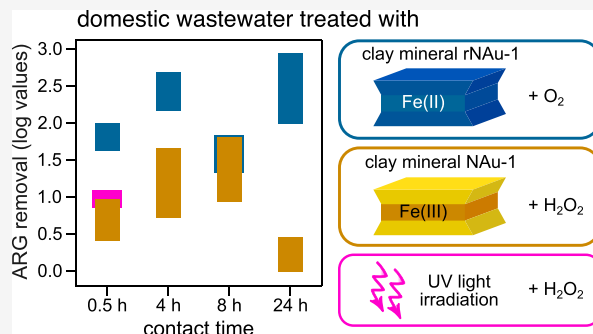 domestic wastewater treated with
ARG removal (log values)
3.0
2.5
2.0
1.5
1.0
0.5
0.0
0.5 h
4 h
8 h
24 h
contact time
clay mineral rNAu-1
Fe(II)
+ O₂
clay mineral NAu-1
Fe(III)
+ H₂O₂
UV light
irradiation
+ H₂O₂